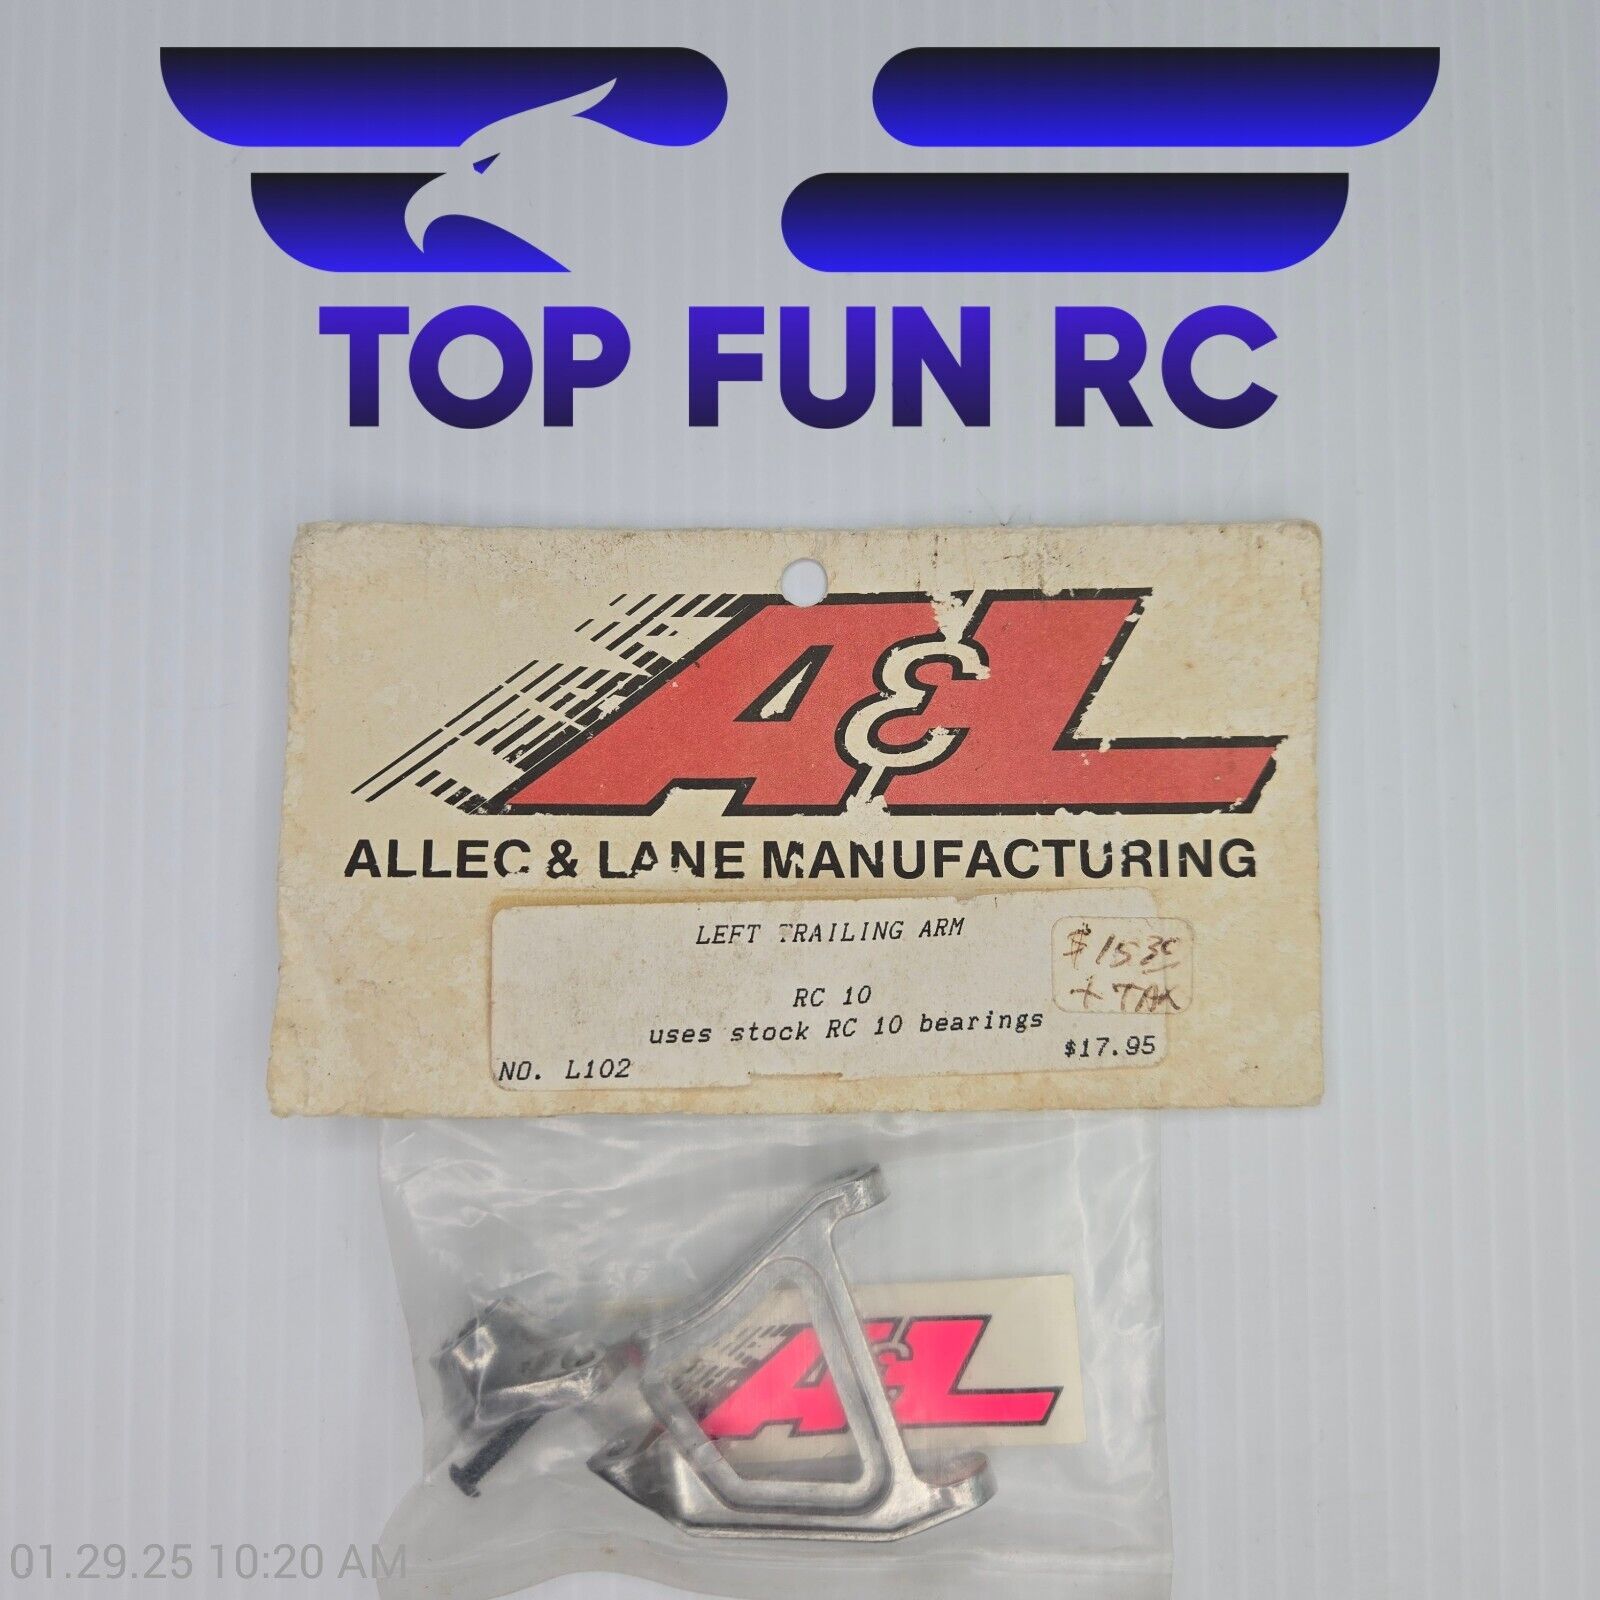 TOP FUN RC
A&L
ALLEC & LANE MANUFACTURING
LEFT TRAILING ARM
$15.30
+ TAX
RC 10
uses stock RC 10 bearings
$17.95
NO. L102
A&L
01.29.25 10:20 AM